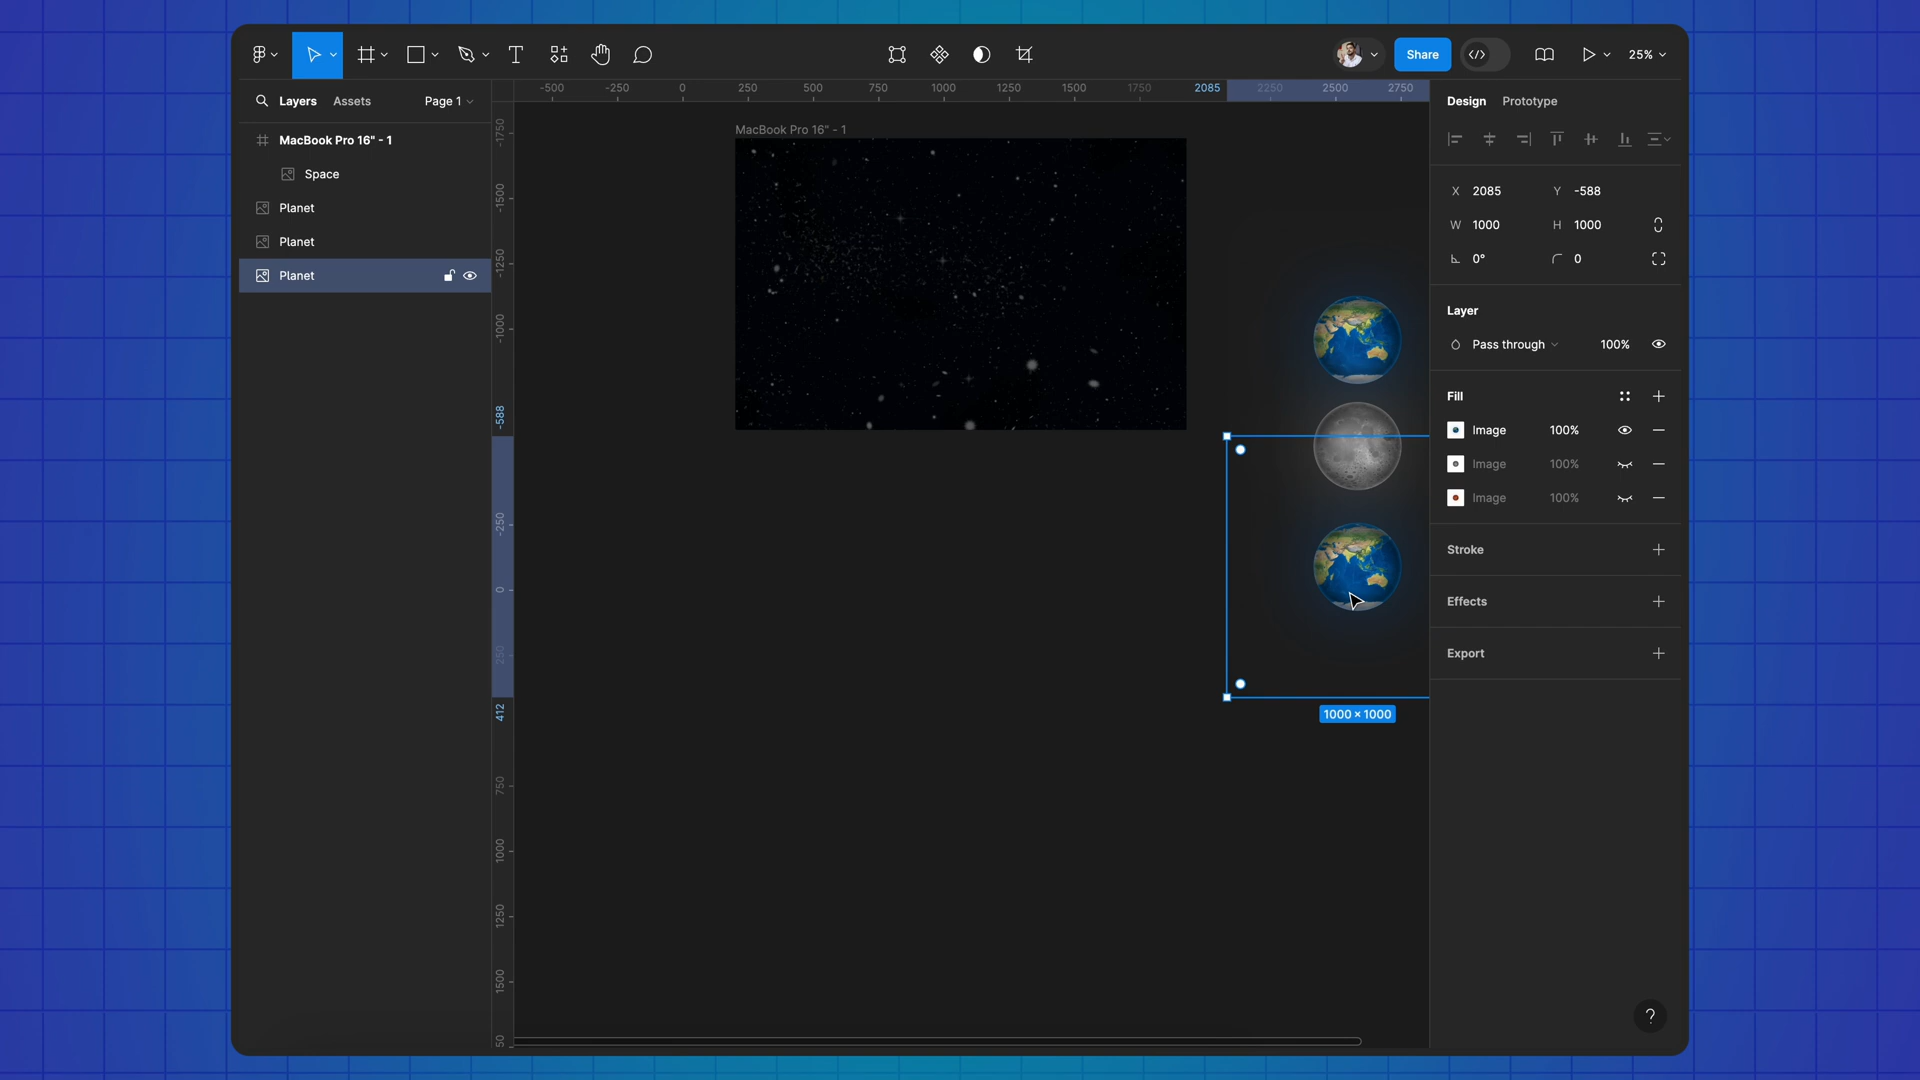 Share
25%
Layers
Assets
Page 1
MacBook Pro 16" - 1
Space
Planet
Planet
Planet
-500
-250
0
250
500
750
1000
1250
1500
1750
2085
2250
2500
2750
-1750
-1500
-1250
-1000
-588
-250
0
250
412
750
1000
1250
1500
50
MacBook Pro 16" - 1
1000 × 1000
Design
Prototype
X 2085
Y -588
W 1000
H 1000
0°
0
Layer
Pass through
100%
Fill
Image 100%
Image 100%
Image 100%
Stroke
Effects
Export
?